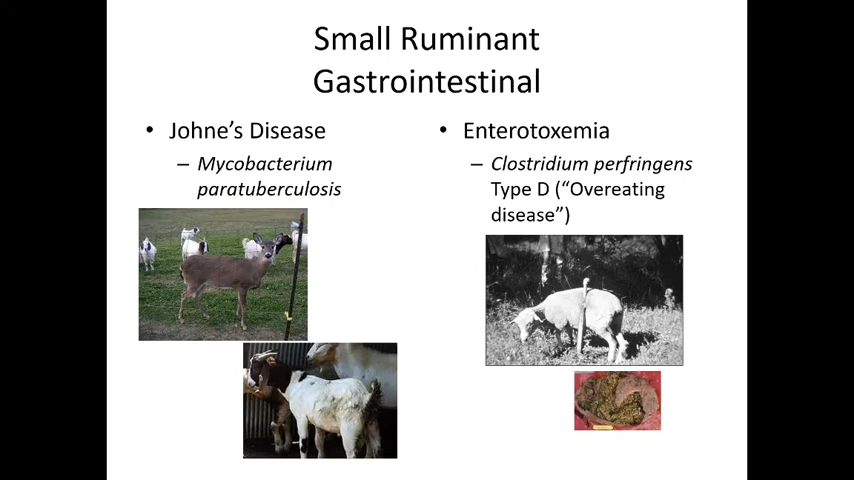 Small Ruminant
Gastrointestinal
• Johne's Disease
– Mycobacterium
paratuberculosis
• Enterotoxemia
– Clostridium perfringens
Type D ("Overeating
disease")